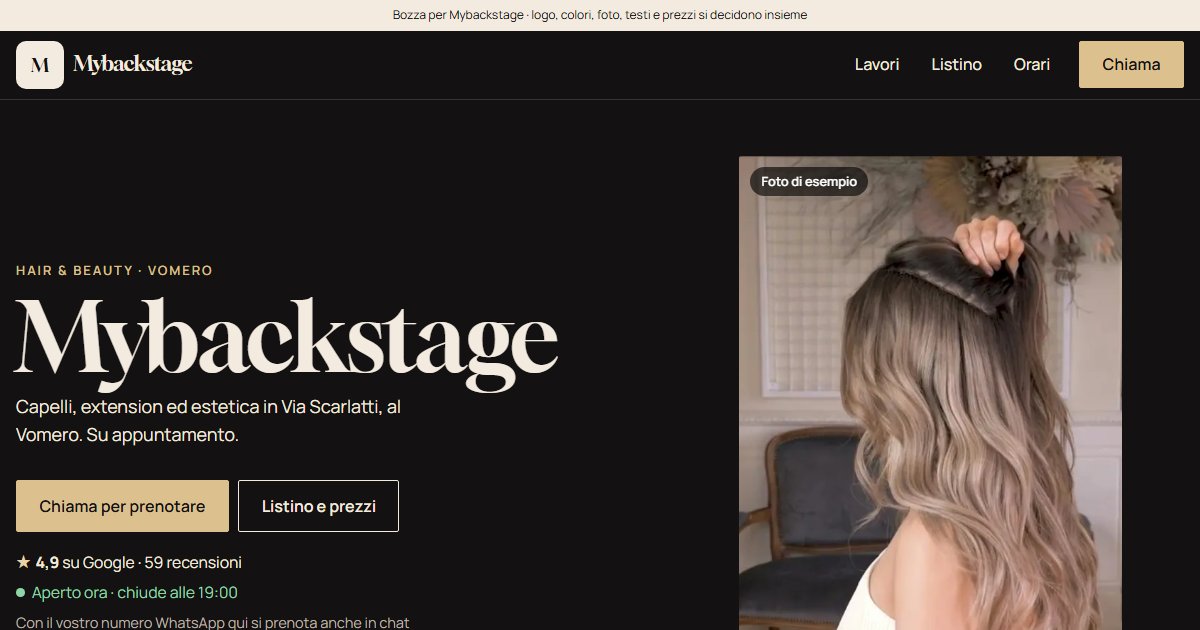 Bozza per Mybackstage · logo, colori, foto, testi e prezzi si decidono insieme
M
Mybackstage
Lavori
Listino
Orari
Chiama
Foto di esempio
HAIR & BEAUTY · VOMERO
Mybackstage
Capelli, extension ed estetica in Via Scarlatti, al
Vomero. Su appuntamento.
Chiama per prenotare
Listino e prezzi
★ 4,9 su Google · 59 recensioni
Aperto ora · chiude alle 19:00
Con il vostro numero WhatsApp qui si prenota anche in chat